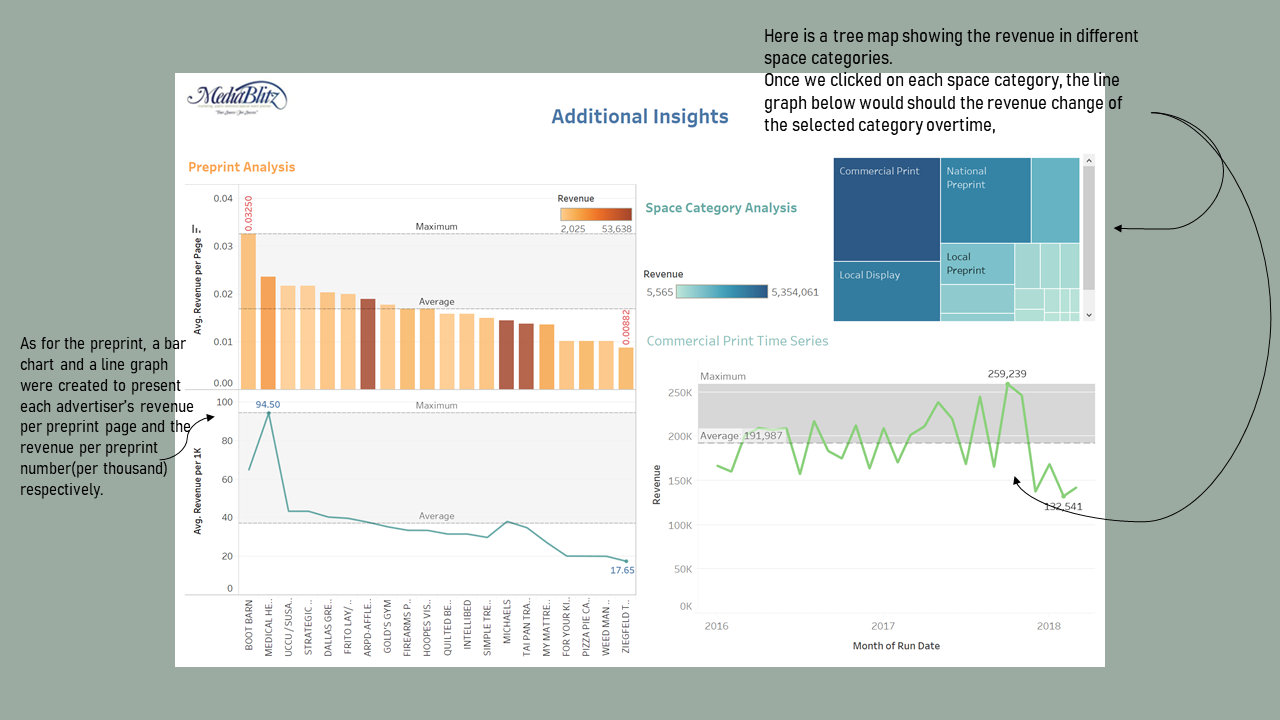 Here is a tree map showing the revenue in different
space categories.
Once we clicked on each space category, the line
graph below would should the revenue change of
the selected category overtime,
MediaBlitz
Additional Insights
Preprint Analysis
0.04
0.03
0.02
0.01
0.00
Avg. Revenue per Page
0.03250
Maximum
Average
0.00882
Revenue
2,025 53,638
100
80
60
40
20
0
Avg. Revenue per 1K
94.50
Maximum
Average
17.65
BOOT BARN
MEDICAL HE..
UCCU / SUSA..
STRATEGIC ..
DALLAS GRE..
FRITO LAY/ ..
ARPD-AFFLE..
GOLD'S GYM
FIREARMS P..
HOOPES VIS..
QUILTED BE..
INTELLIBED
SIMPLE TRE..
MICHAELS
TAI PAN TRA..
MY MATTRE..
FOR YOUR KI..
PIZZA PIE CA..
WEED MAN ..
ZIEGFELD T..
As for the preprint, a bar
chart and a line graph
were created to present
each advertiser's revenue
per preprint page and the
revenue per preprint
number(per thousand)
respectively.
Space Category Analysis
Revenue
5,565 5,354,061
Commercial Print
National
Preprint
Local Display
Local
Preprint
Commercial Print Time Series
Maximum
259,239
Average 191,987
132,541
250K
200K
150K
100K
50K
0K
Revenue
2016 2017 2018
Month of Run Date